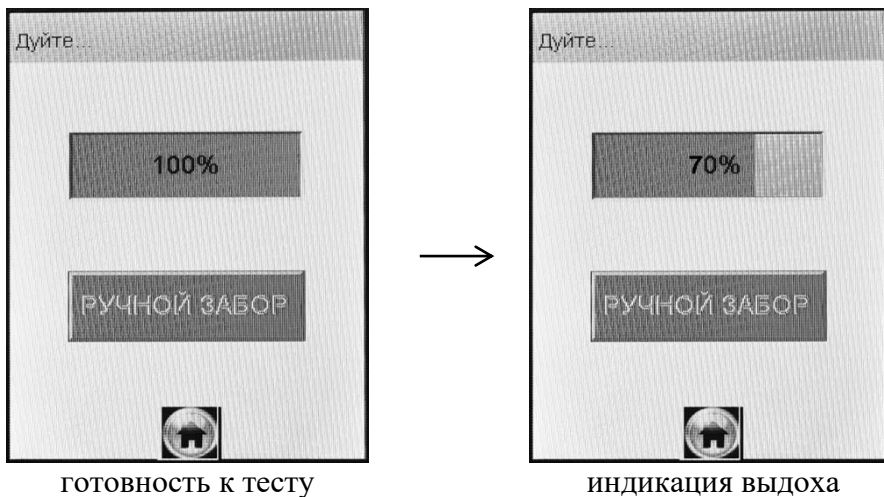 Дуйте...
100%
РУЧНОЙ ЗАБОР
готовность к тесту
Дуйте...
70%
РУЧНОЙ ЗАБОР
индикация выдоха